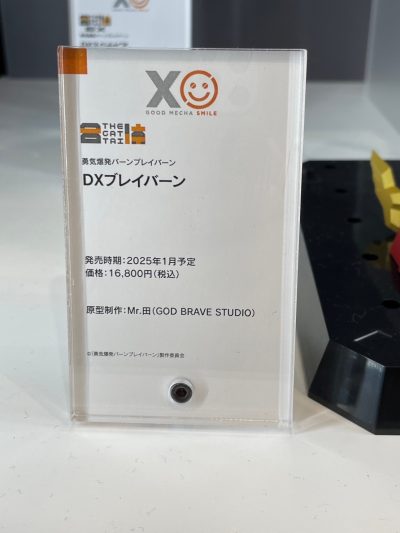 XO
GOOD MECHA SMILE
THE
CAT
TAI
勇気爆発バーンブレイバーン
DXブレイバーン
発売時期：2025年1月予定
価格：16,800円(税込)
原型制作：Mr.田(GOD BRAVE STUDIO)
©「勇気爆発バーンブレイバーン」製作委員会